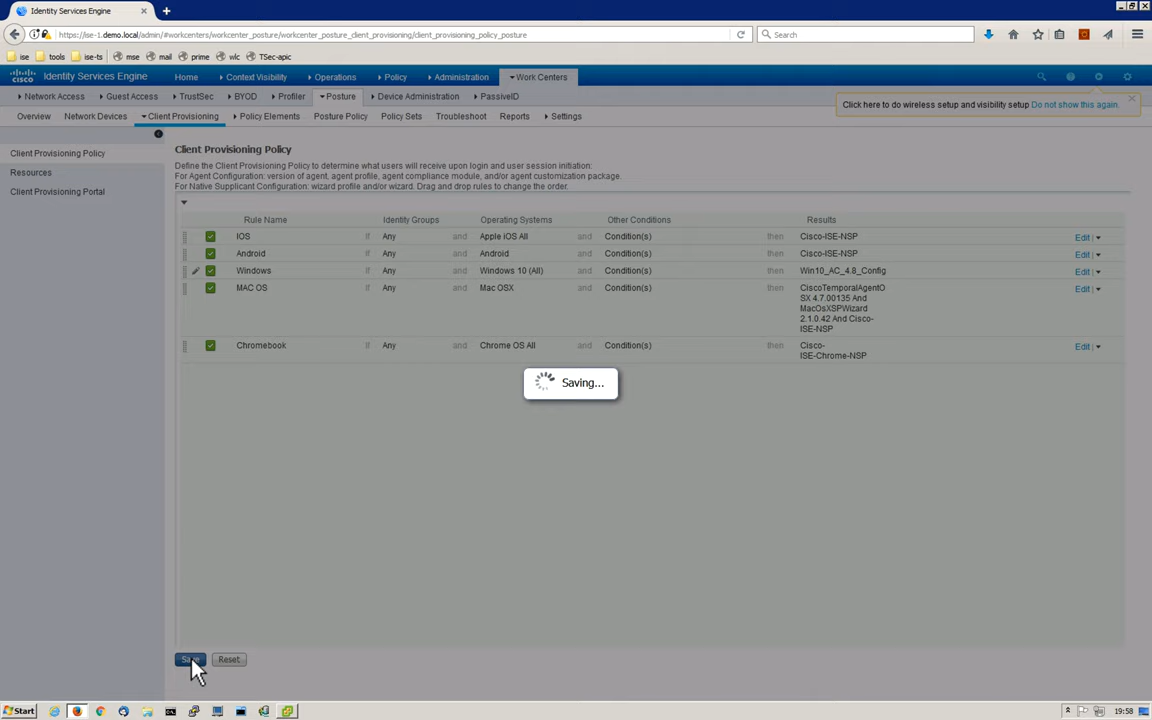 Identity Services Engine
https://ise-1.demo.local/admin/#workcenters/workcenter_posture/workcenter_posture_client_provisioning/client_provisioning_policy_posture
Search
ise tools ise-ts mse mail prime wlc TSec-apic
cisco Identity Services Engine Home Context Visibility Operations Policy Administration Work Centers
Network Access Guest Access TrustSec BYOD Profiler Posture Device Administration PassiveID
Click here to do wireless setup and visibility setup Do not show this again.
Overview Network Devices Client Provisioning Policy Elements Posture Policy Policy Sets Troubleshoot Reports Settings
Client Provisioning Policy
Resources
Client Provisioning Portal
Client Provisioning Policy
Define the Client Provisioning Policy to determine what users will receive upon login and user session initiation:
For Agent Configuration: version of agent, agent profile, agent compliance module, and/or agent customization package.
For Native Supplicant Configuration: wizard profile and/or wizard. Drag and drop rules to change the order.
Rule Name Identity Groups Operating Systems Other Conditions Results
IOS If Any and Apple iOS All and Condition(s) then Cisco-ISE-NSP Edit
Android If Any and Android and Condition(s) then Cisco-ISE-NSP Edit
Windows If Any and Windows 10 (All) and Condition(s) then Win10_AC_4.8_Config Edit
MAC OS If Any and Mac OSX and Condition(s) then CiscoTemporalAgentO Edit
SX 4.7.00135 And
MacOsXSPWizard
2.1.0.42 And Cisco-
ISE-NSP
Chromebook If Any and Chrome OS All and Condition(s) then Cisco- Edit
ISE-Chrome-NSP
Saving...
Save Reset
Start 19:58